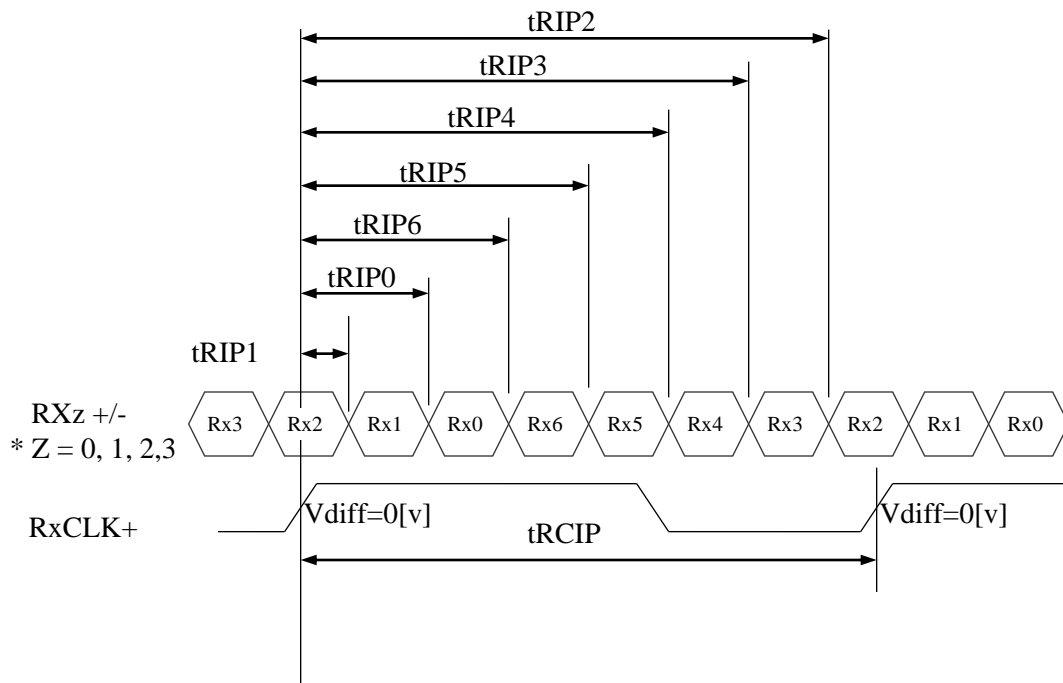 tRIP2
tRIP3
tRIP4
tRIP5
tRIP6
tRIP0
tRIP1
RXz +/-
* Z = 0, 1, 2,3
Rx3 Rx2 Rx1 Rx0 Rx6 Rx5 Rx4 Rx3 Rx2 Rx1 Rx0
RxCLK+
Vdiff=0[v] Vdiff=0[v]
tRCIP